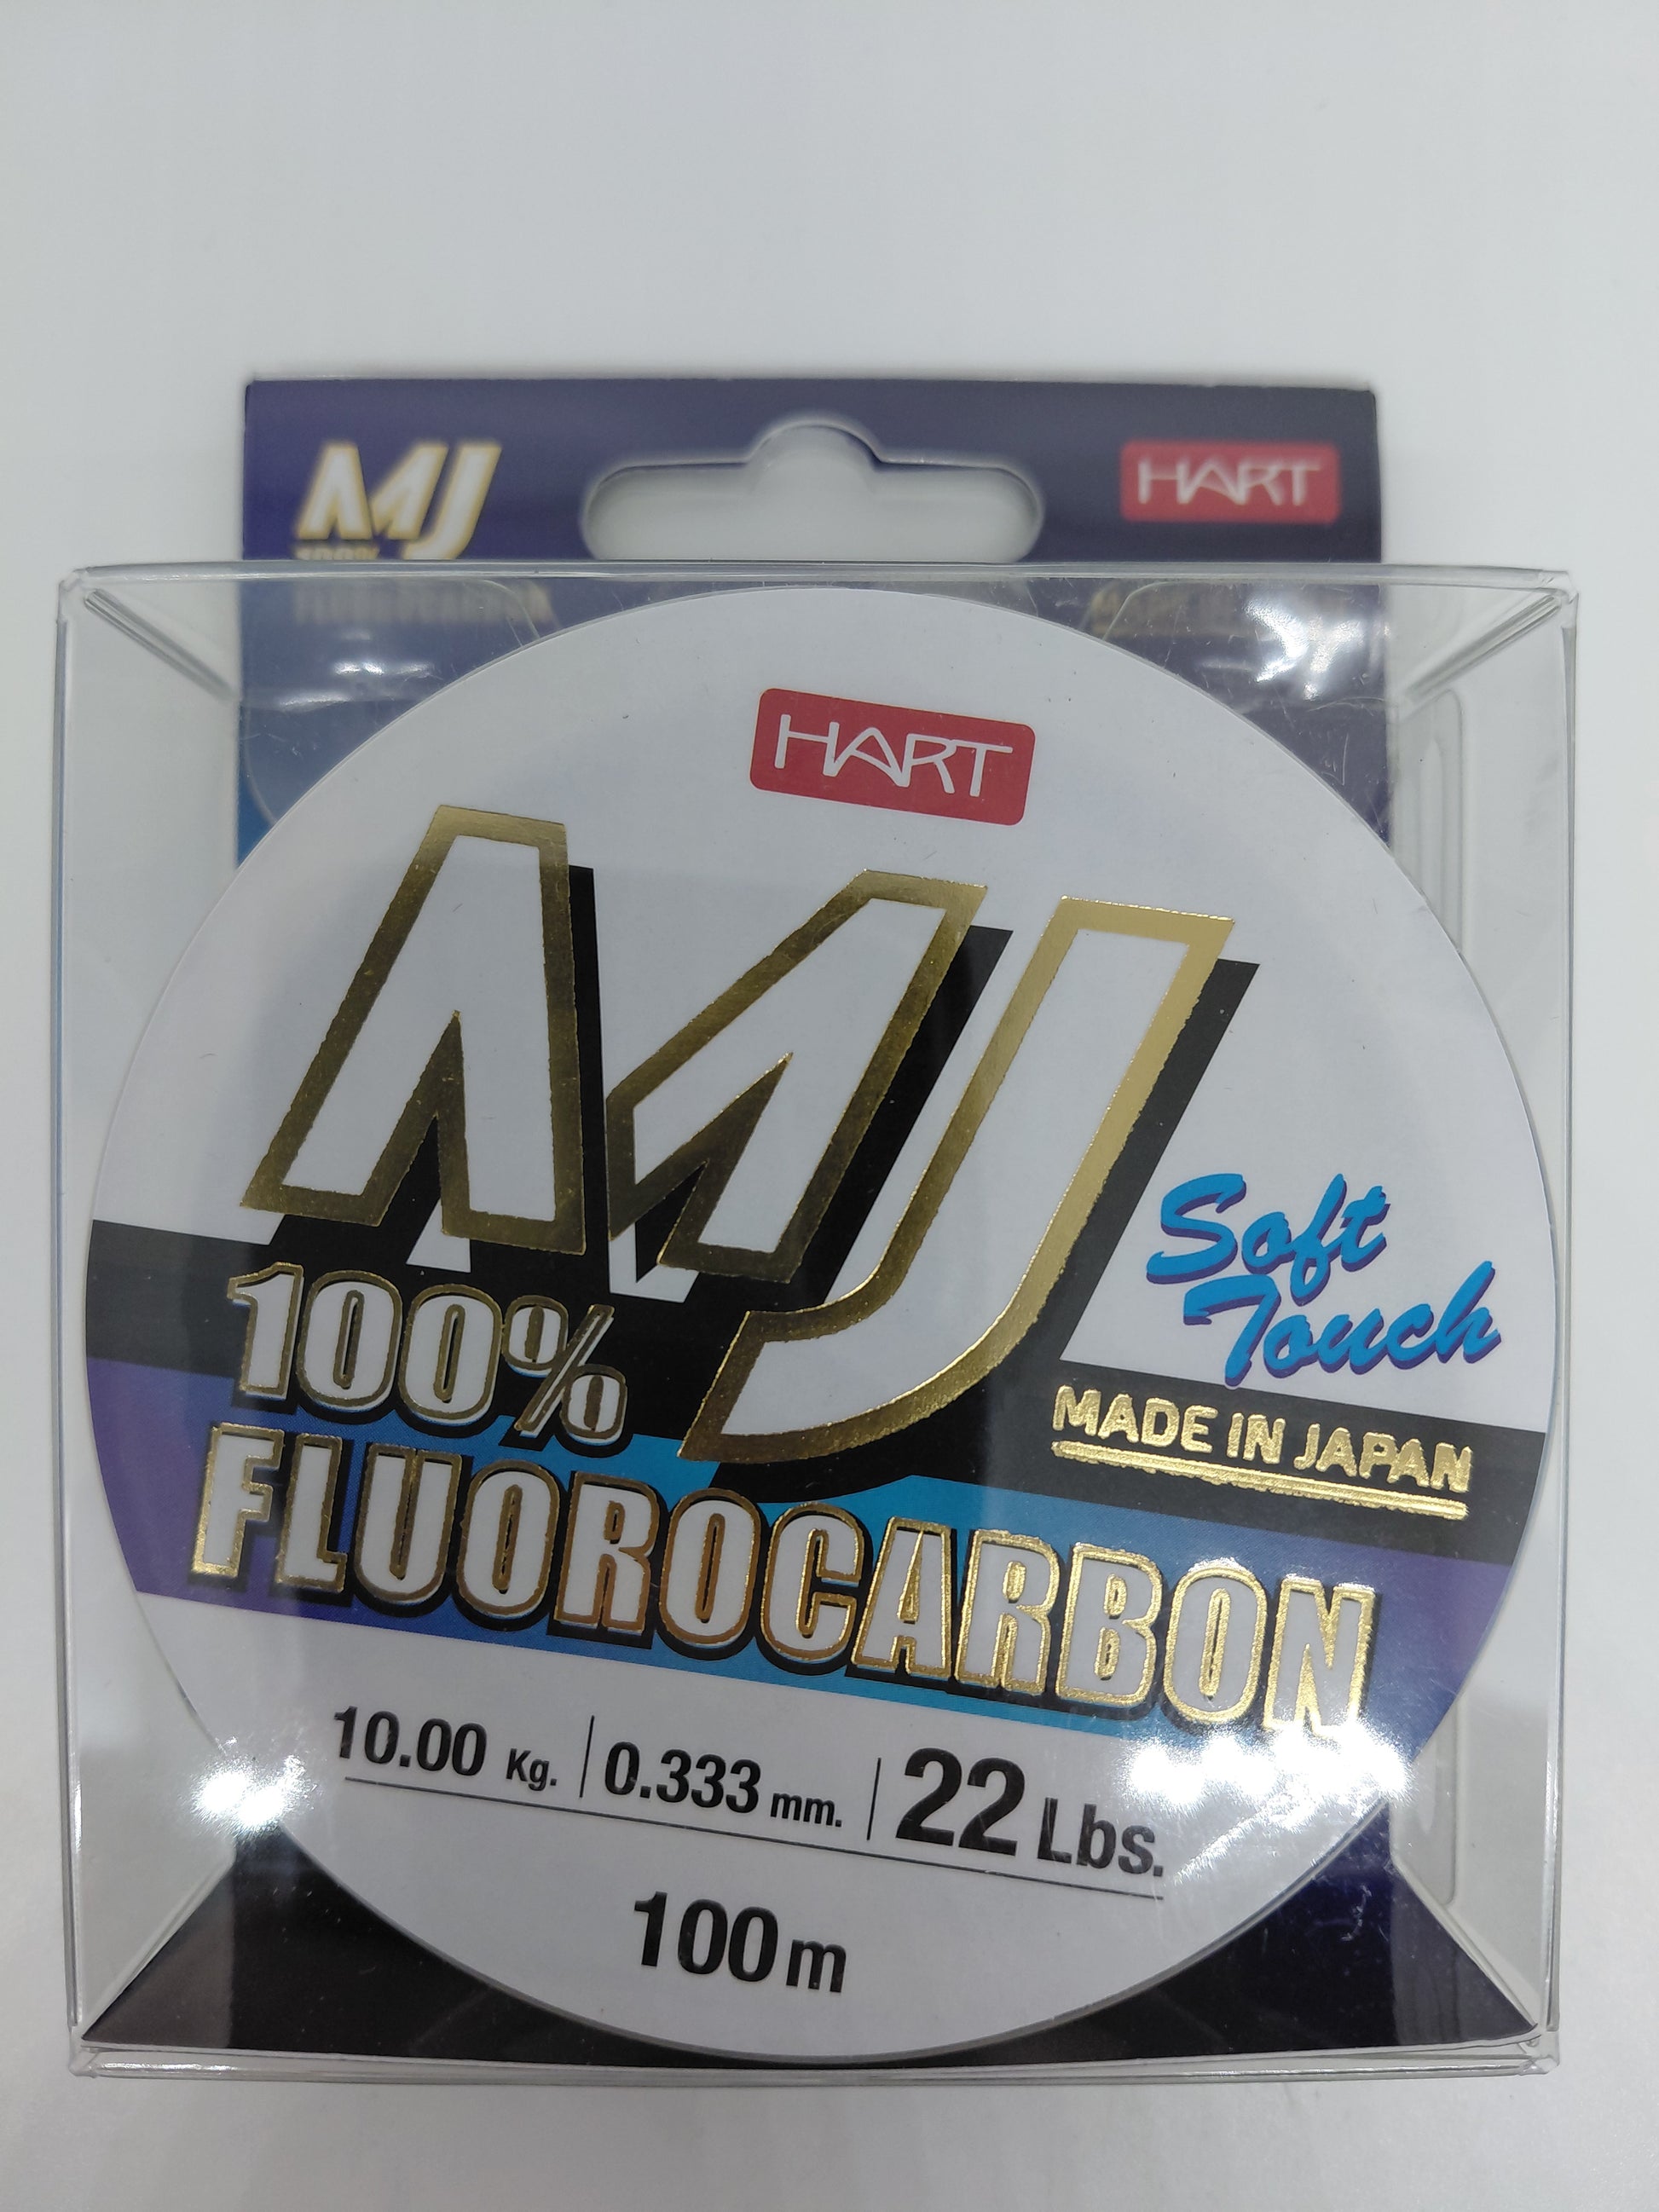 MJ
HART
100%
HART
MJ
Soft
Touch
100%
MADE IN JAPAN
FLUOROCARBON
10.00 Kg. 0.333 mm. 22 Lbs.
100m